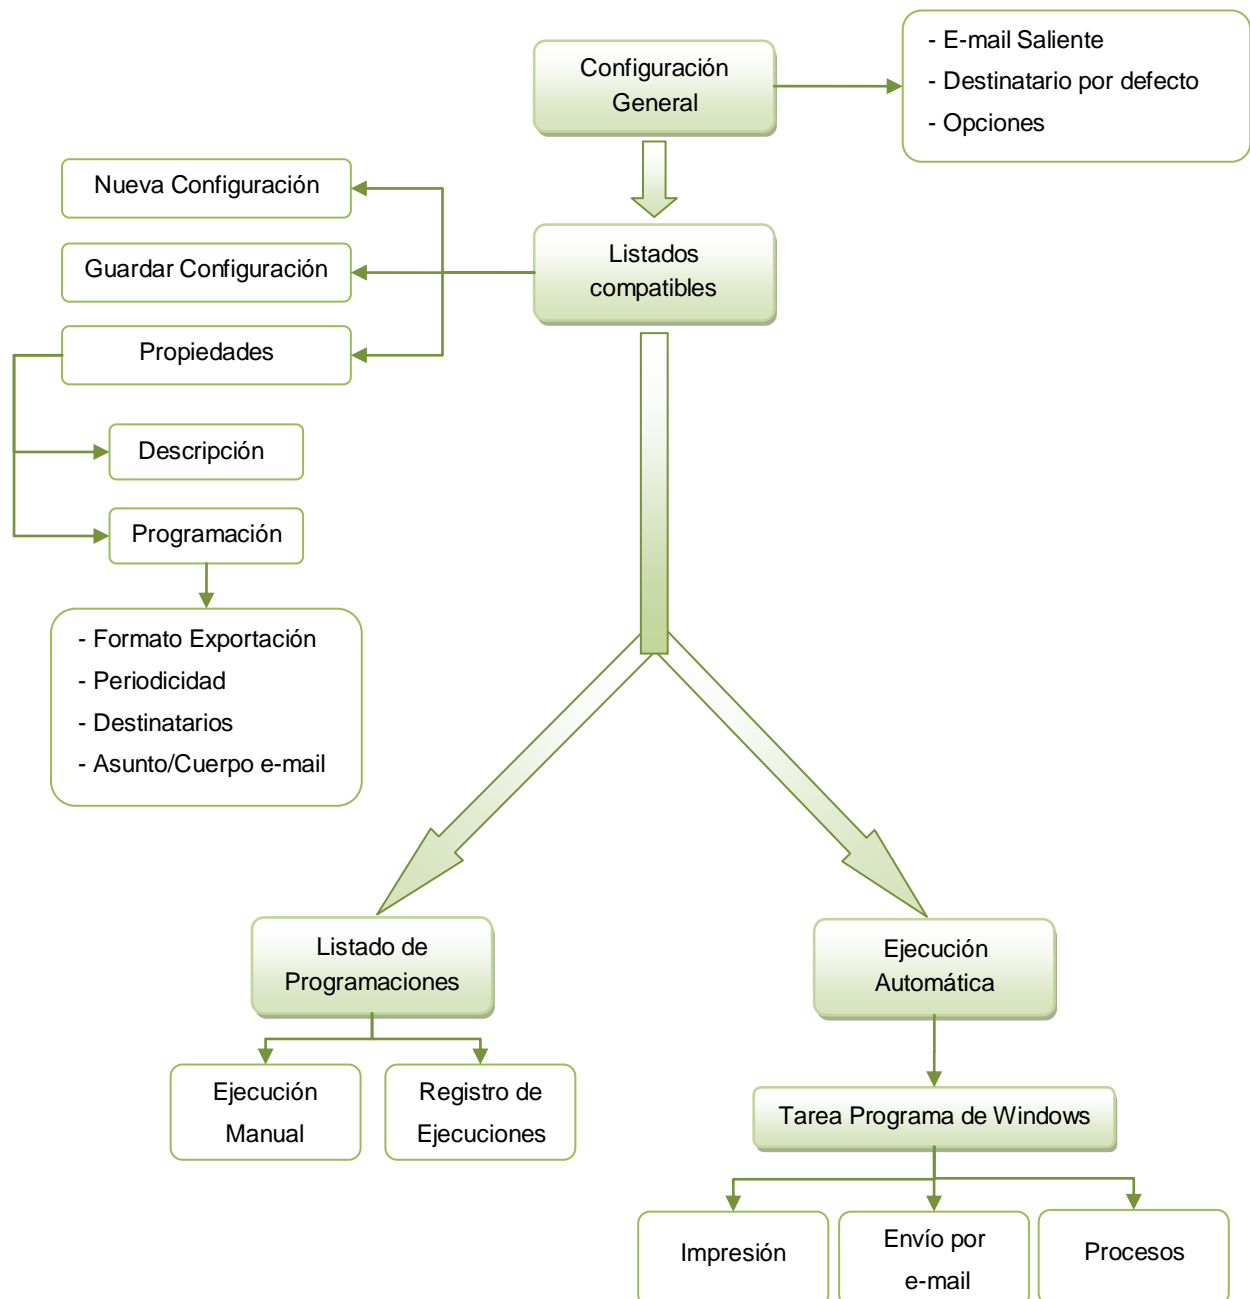 Configuración
General
- E-mail Saliente
- Destinatario por defecto
- Opciones
Nueva Configuración
Guardar Configuración
Propiedades
Listados
compatibles
Descripción
Programación
- Formato Exportación
- Periodicidad
- Destinatarios
- Asunto/Cuerpo e-mail
Listado de
Programaciones
Ejecución
Manual
Registro de
Ejecuciones
Ejecución
Automática
Tarea Programa de Windows
Impresión
Envío por
e-mail
Procesos